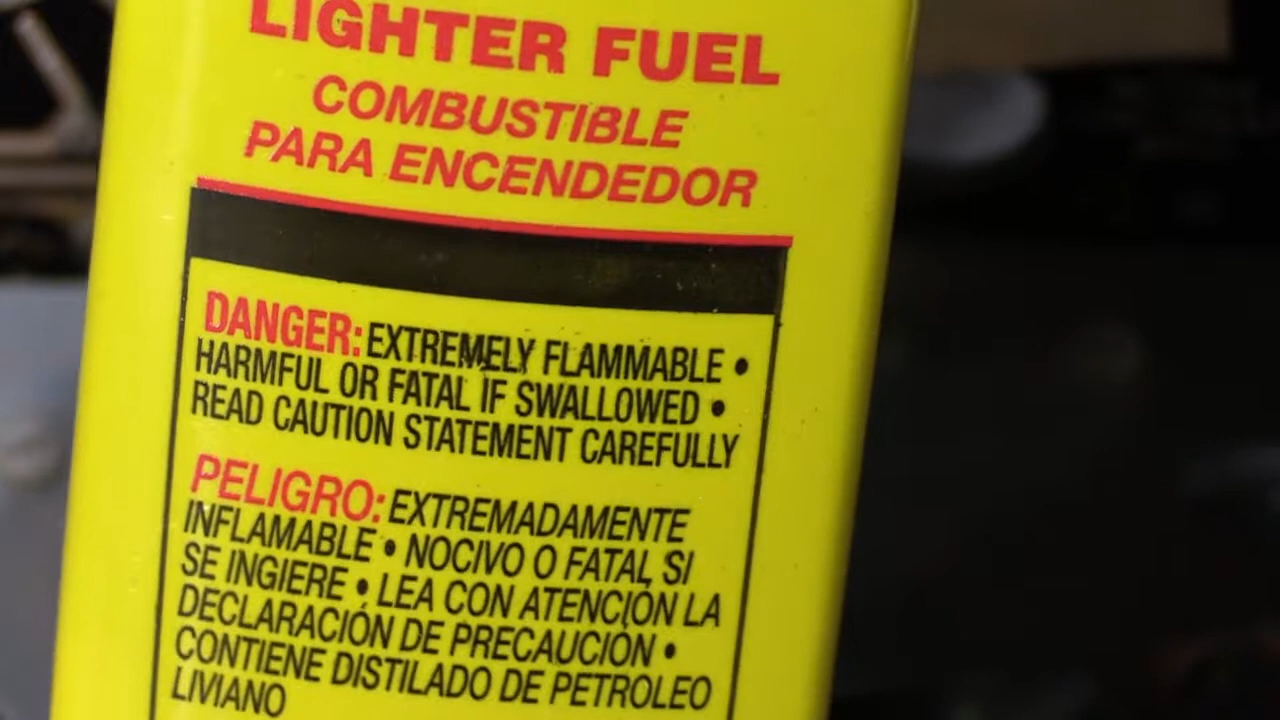 LIGHTER FUEL
COMBUSTIBLE
PARA ENCENDEDOR
DANGER: EXTREMELY FLAMMABLE •
HARMFUL OR FATAL IF SWALLOWED •
READ CAUTION STATEMENT CAREFULLY
PELIGRO: EXTREMADAMENTE
INFLAMABLE • NOCIVO O FATAL SI
SE INGIERE • LEA CON ATENCIÓN LA
DECLARACIÓN DE PRECAUCIÓN •
CONTIENE DISTILADO DE PETROLEO
LIVIANO